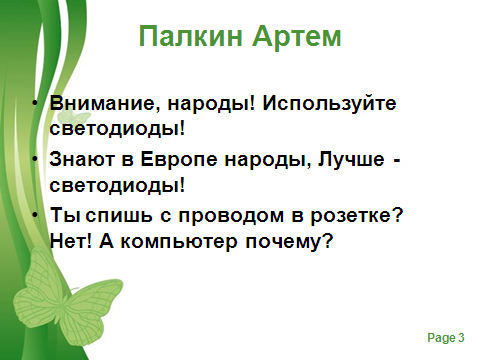 Палкин Артем
• Внимание, народы! Используйте
светодиоды!
• Знают в Европе народы, Лучше -
светодиоды!
• Ты спишь с проводом в розетке?
Нет! А компьютер почему?
Page 3